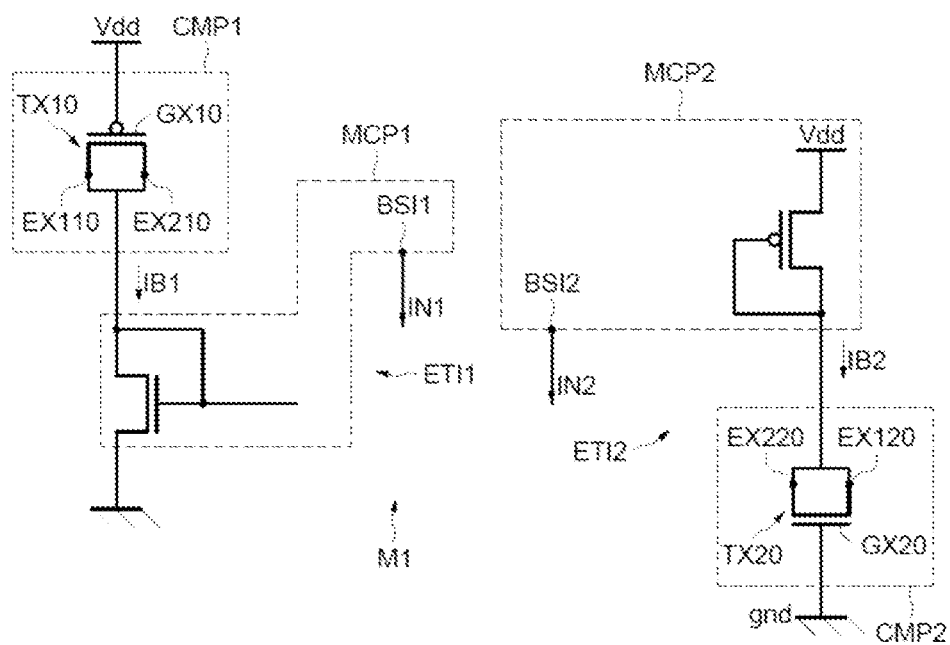 Vdd
CMP1
TX10
GX10
MCP1
EX110
EX210
BSI1
IB1
IN1
ETI1
M1
MCP2
Vdd
BSI2
IN2
IB2
ETI2
EX220
EX120
TX20
GX20
gnd
CMP2